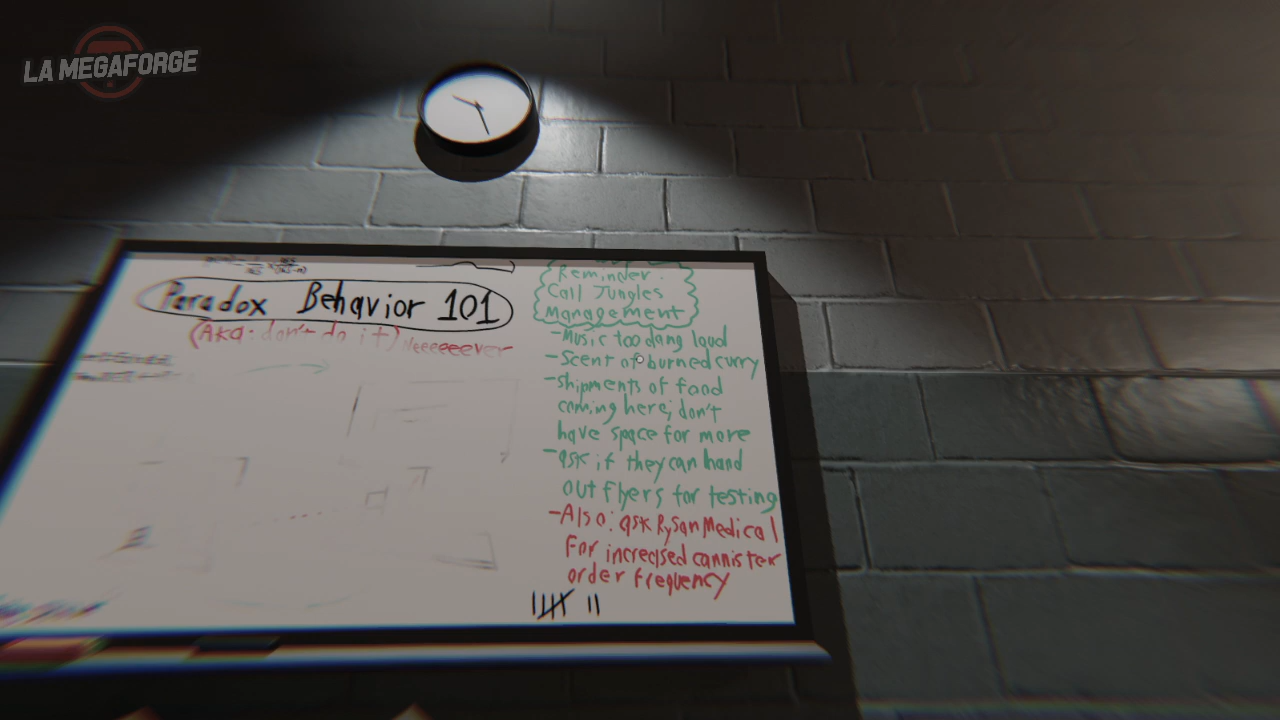 LA MEGAFORGE
Paradox Behavior 101
(Aka: don't do it) Neeeeeever
Reminder.
Call Jungles
Management
-Music too dang loud
-Scent of burned curry
-Shipments of food
coming here; don't
have space for more
-ask if they can hand
out flyers for testing
-Also: ask Rysan Medical
For increased cannister
order frequency